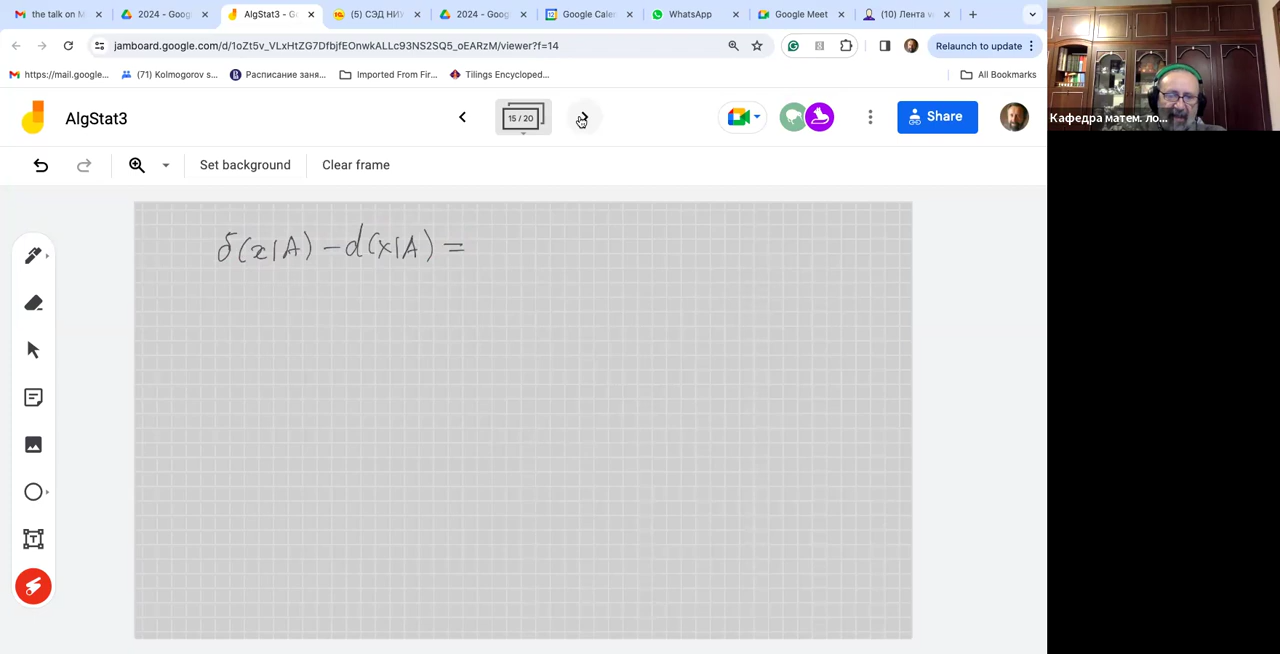 the talk on M
2024 - Goog
AlgStat3 - G
(5) СЭД НИУ
2024 - Goog
Google Cale
WhatsApp
Google Meet
(10) Лента
jamboard.google.com/d/1oZt5v_VLxHtZG7DfbjfEOnwkALLc93NS2SQ5_oEARzM/viewer?f=14
Relaunch to update
https://mail.google...
(71) Kolmogorov s...
Расписание заня...
Imported From Fir...
Tilings Encycloped...
All Bookmarks
AlgStat3
15 / 20
Share
Кафедра матем. ло...
Set background
Clear frame
δ(x|A) − d(x|A) =